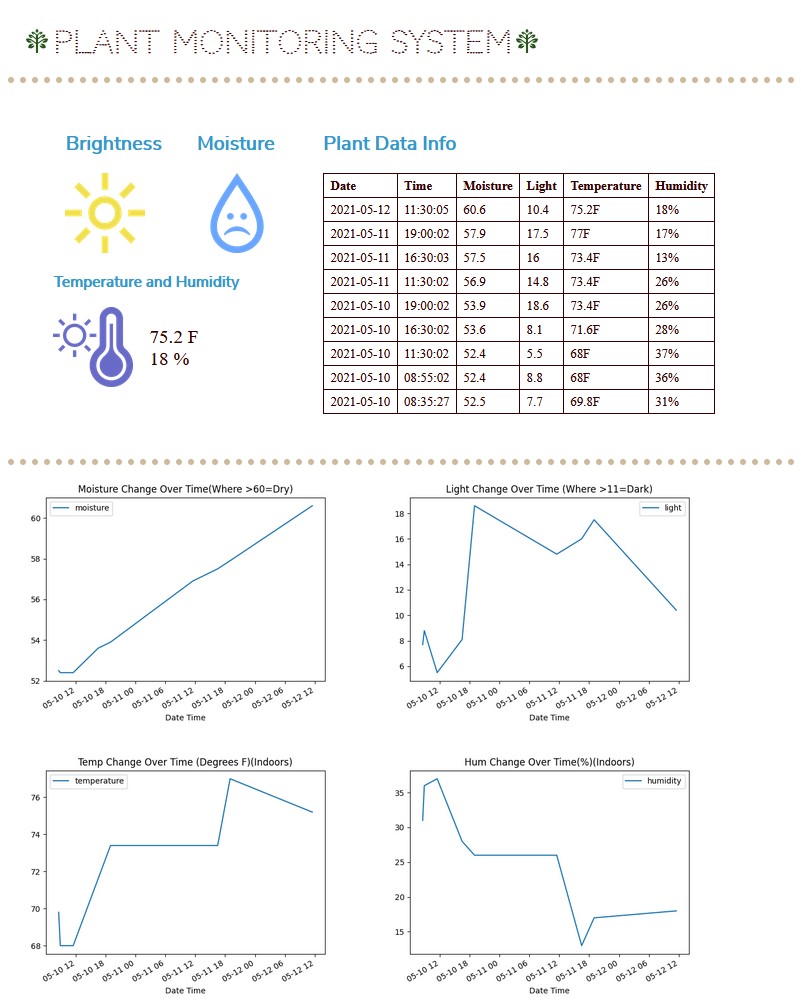 PLANT MONITORING SYSTEM
Brightness Moisture Plant Data Info
Date Time Moisture Light Temperature Humidity
2021-05-12 11:30:05 60.6 10.4 75.2F 18%
2021-05-11 19:00:02 57.9 17.5 77F 17%
2021-05-11 16:30:03 57.5 16 73.4F 13%
2021-05-11 11:30:02 56.9 14.8 73.4F 26%
2021-05-10 19:00:02 53.9 18.6 73.4F 26%
2021-05-10 16:30:02 53.6 8.1 71.6F 28%
2021-05-10 11:30:02 52.4 5.5 68F 37%
2021-05-10 08:55:02 52.4 8.8 68F 36%
2021-05-10 08:35:27 52.5 7.7 69.8F 31%
Temperature and Humidity
75.2 F
18 %
Moisture Change Over Time(Where >60=Dry)
moisture
60
58
56
54
52
05-10 12 05-10 18 05-11 00 05-11 06 05-11 12 05-11 18 05-12 00 05-12 06 05-12 12
Date Time
Light Change Over Time (Where >11=Dark)
light
18
16
14
12
10
8
6
05-10 12 05-10 18 05-11 00 05-11 06 05-11 12 05-11 18 05-12 00 05-12 06 05-12 12
Date Time
Temp Change Over Time (Degrees F)(Indoors)
temperature
76
74
72
70
68
05-10 12 05-10 18 05-11 00 05-11 06 05-11 12 05-11 18 05-12 00 05-12 06 05-12 12
Date Time
Hum Change Over Time(%)(Indoors)
humidity
35
30
25
20
15
05-10 12 05-10 18 05-11 00 05-11 06 05-11 12 05-11 18 05-12 00 05-12 06 05-12 12
Date Time